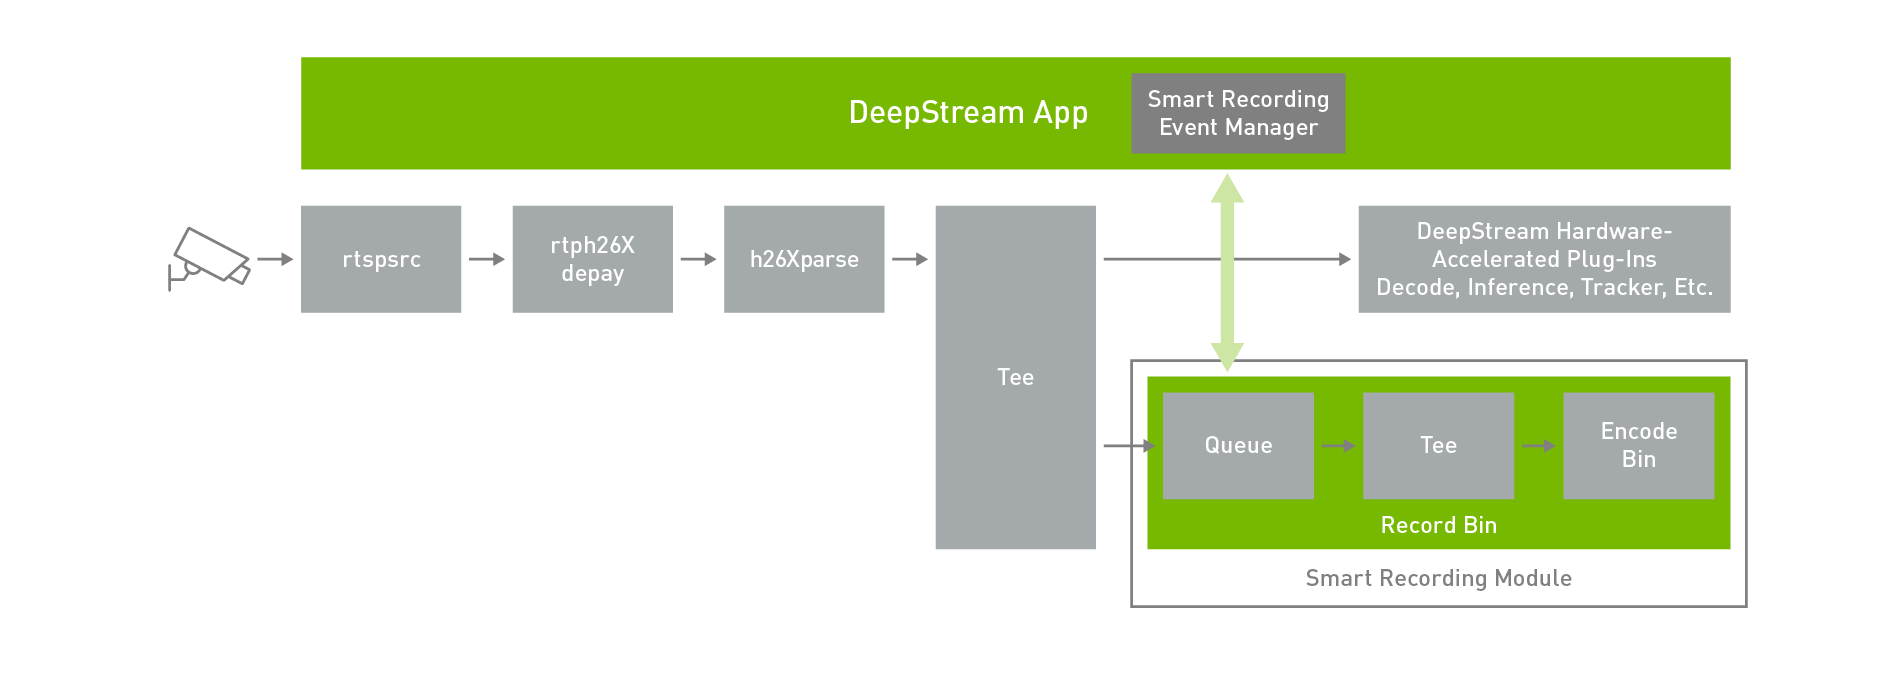 DeepStream App
Smart Recording
Event Manager
rtspsrc
rtph26X
depay
h26Xparse
Tee
DeepStream Hardware-
Accelerated Plug-Ins
Decode, Inference, Tracker, Etc.
Queue
Tee
Encode
Bin
Record Bin
Smart Recording Module